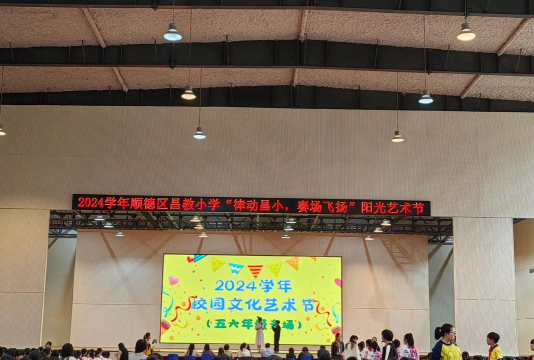 2024学年顺德区昌教小学“律动昌小，赛场飞扬”阳光艺术节
2024学年
校园文化艺术节
（五六年级专场）